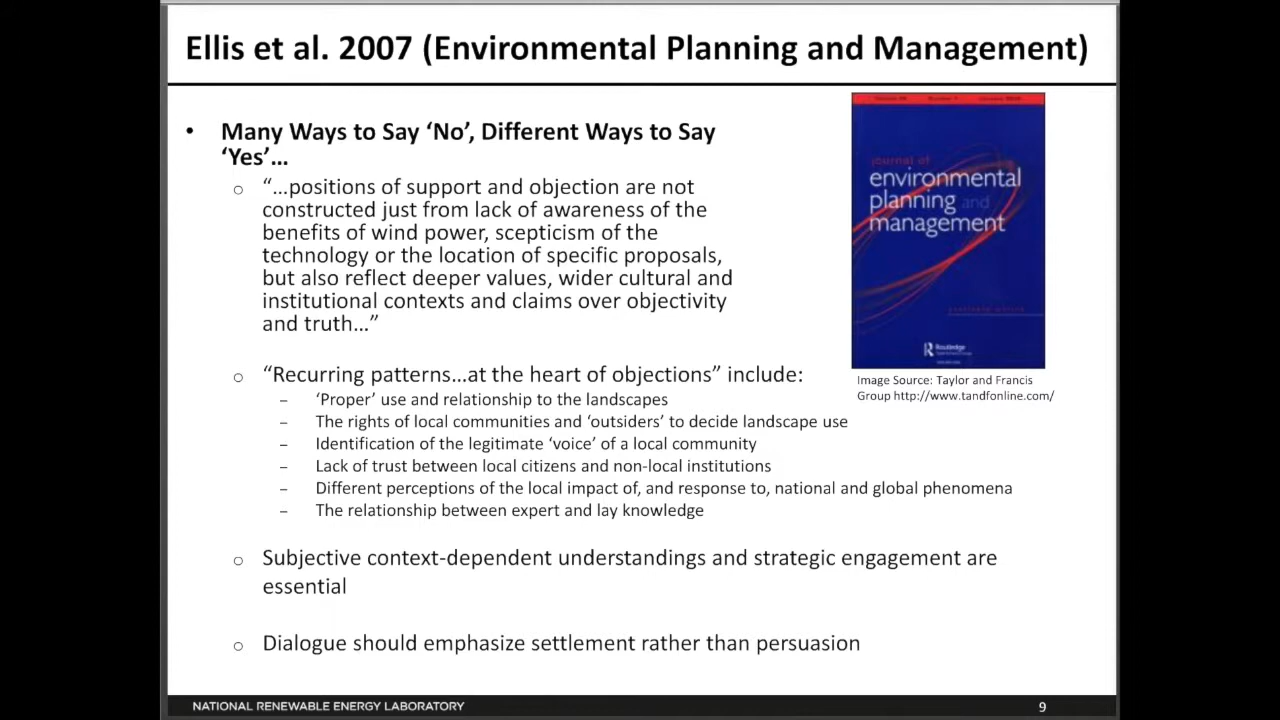 Ellis et al. 2007 (Environmental Planning and Management)
• Many Ways to Say ‘No’, Different Ways to Say
‘Yes’…
o “…positions of support and objection are not
constructed just from lack of awareness of the
benefits of wind power, scepticism of the
technology or the location of specific proposals,
but also reflect deeper values, wider cultural and
institutional contexts and claims over objectivity
and truth…”
journal of
environmental
planning and
management
Routledge
Image Source: Taylor and Francis
Group http://www.tandfonline.com/
o “Recurring patterns…at the heart of objections” include:
– ‘Proper’ use and relationship to the landscapes
– The rights of local communities and ‘outsiders’ to decide landscape use
– Identification of the legitimate ‘voice’ of a local community
– Lack of trust between local citizens and non-local institutions
– Different perceptions of the local impact of, and response to, national and global phenomena
– The relationship between expert and lay knowledge
o Subjective context-dependent understandings and strategic engagement are
essential
o Dialogue should emphasize settlement rather than persuasion
NATIONAL RENEWABLE ENERGY LABORATORY
9